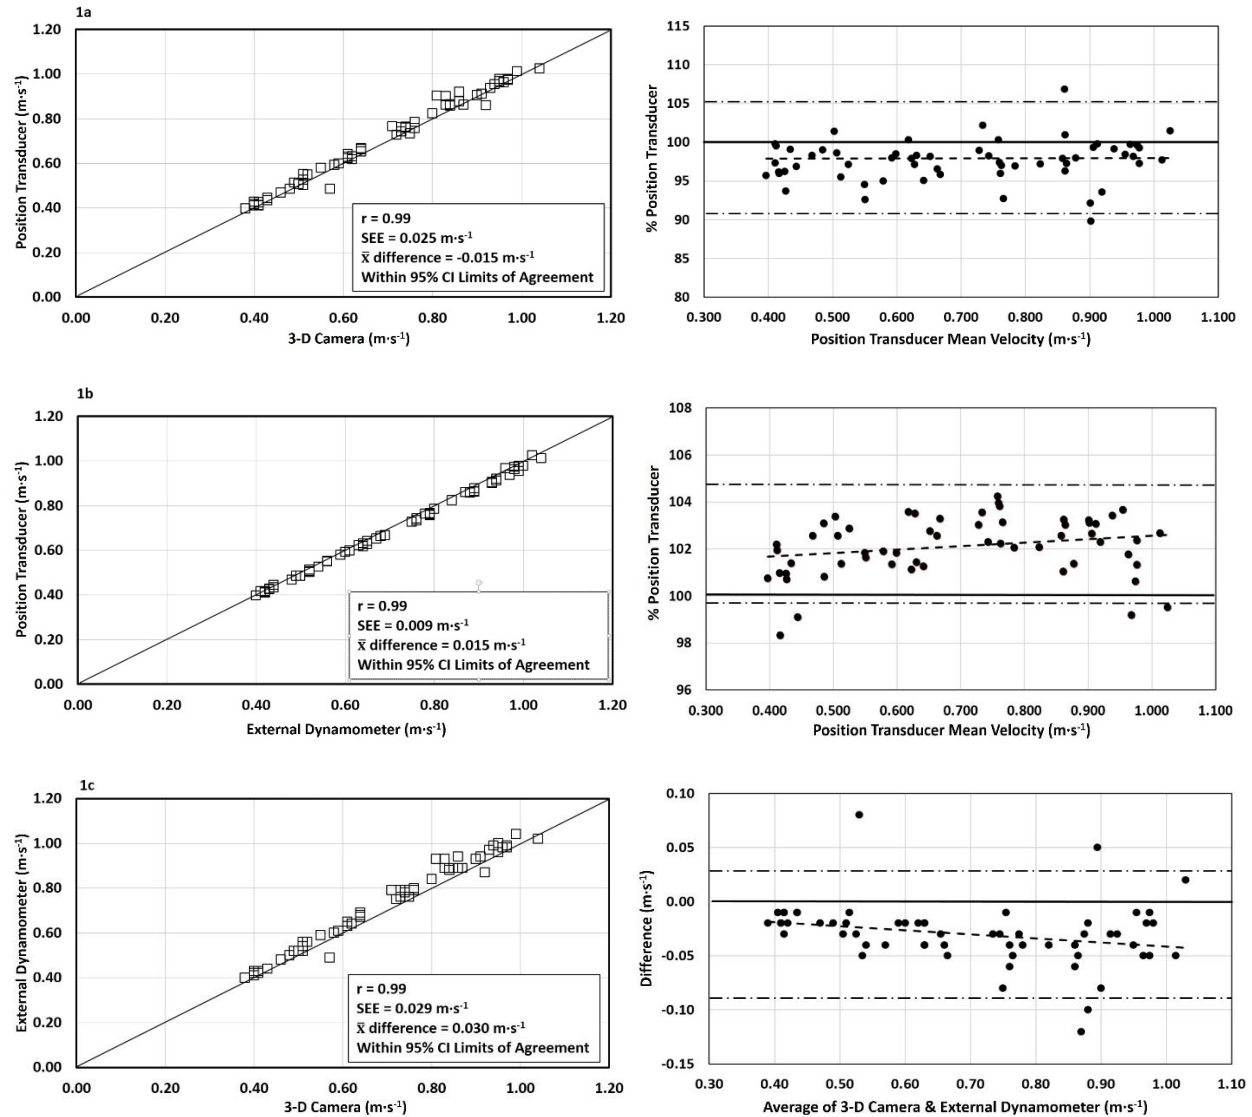 1a
1.20
1.00
0.80
0.60
0.40
0.20
0.00
Position Transducer (m·s⁻¹)
r = 0.99
SEE = 0.025 m·s⁻¹
x̅ difference = -0.015 m·s⁻¹
Within 95% CI Limits of Agreement
0.00 0.20 0.40 0.60 0.80 1.00 1.20
3-D Camera (m·s⁻¹)
115
110
105
100
95
90
85
80
% Position Transducer
0.300 0.400 0.500 0.600 0.700 0.800 0.900 1.000 1.100
Position Transducer Mean Velocity (m·s⁻¹)
1b
1.20
1.00
0.80
0.60
0.40
0.20
0.00
Position Transducer (m·s⁻¹)
r = 0.99
SEE = 0.009 m·s⁻¹
x̅ difference = 0.015 m·s⁻¹
Within 95% CI Limits of Agreement
0.00 0.20 0.40 0.60 0.80 1.00 1.20
External Dynamometer (m·s⁻¹)
108
106
104
102
100
98
96
% Position Transducer
0.300 0.400 0.500 0.600 0.700 0.800 0.900 1.000 1.100
Position Transducer Mean Velocity (m·s⁻¹)
1c
1.20
1.00
0.80
0.60
0.40
0.20
0.00
External Dynamometer (m·s⁻¹)
r = 0.99
SEE = 0.029 m·s⁻¹
x̅ difference = 0.030 m·s⁻¹
Within 95% CI Limits of Agreement
0.00 0.20 0.40 0.60 0.80 1.00 1.20
3-D Camera (m·s⁻¹)
0.10
0.05
0.00
-0.05
-0.10
-0.15
Difference (m·s⁻¹)
0.30 0.40 0.50 0.60 0.70 0.80 0.90 1.00
Average of 3-D Camera & External Dynamometer (m·s⁻¹)